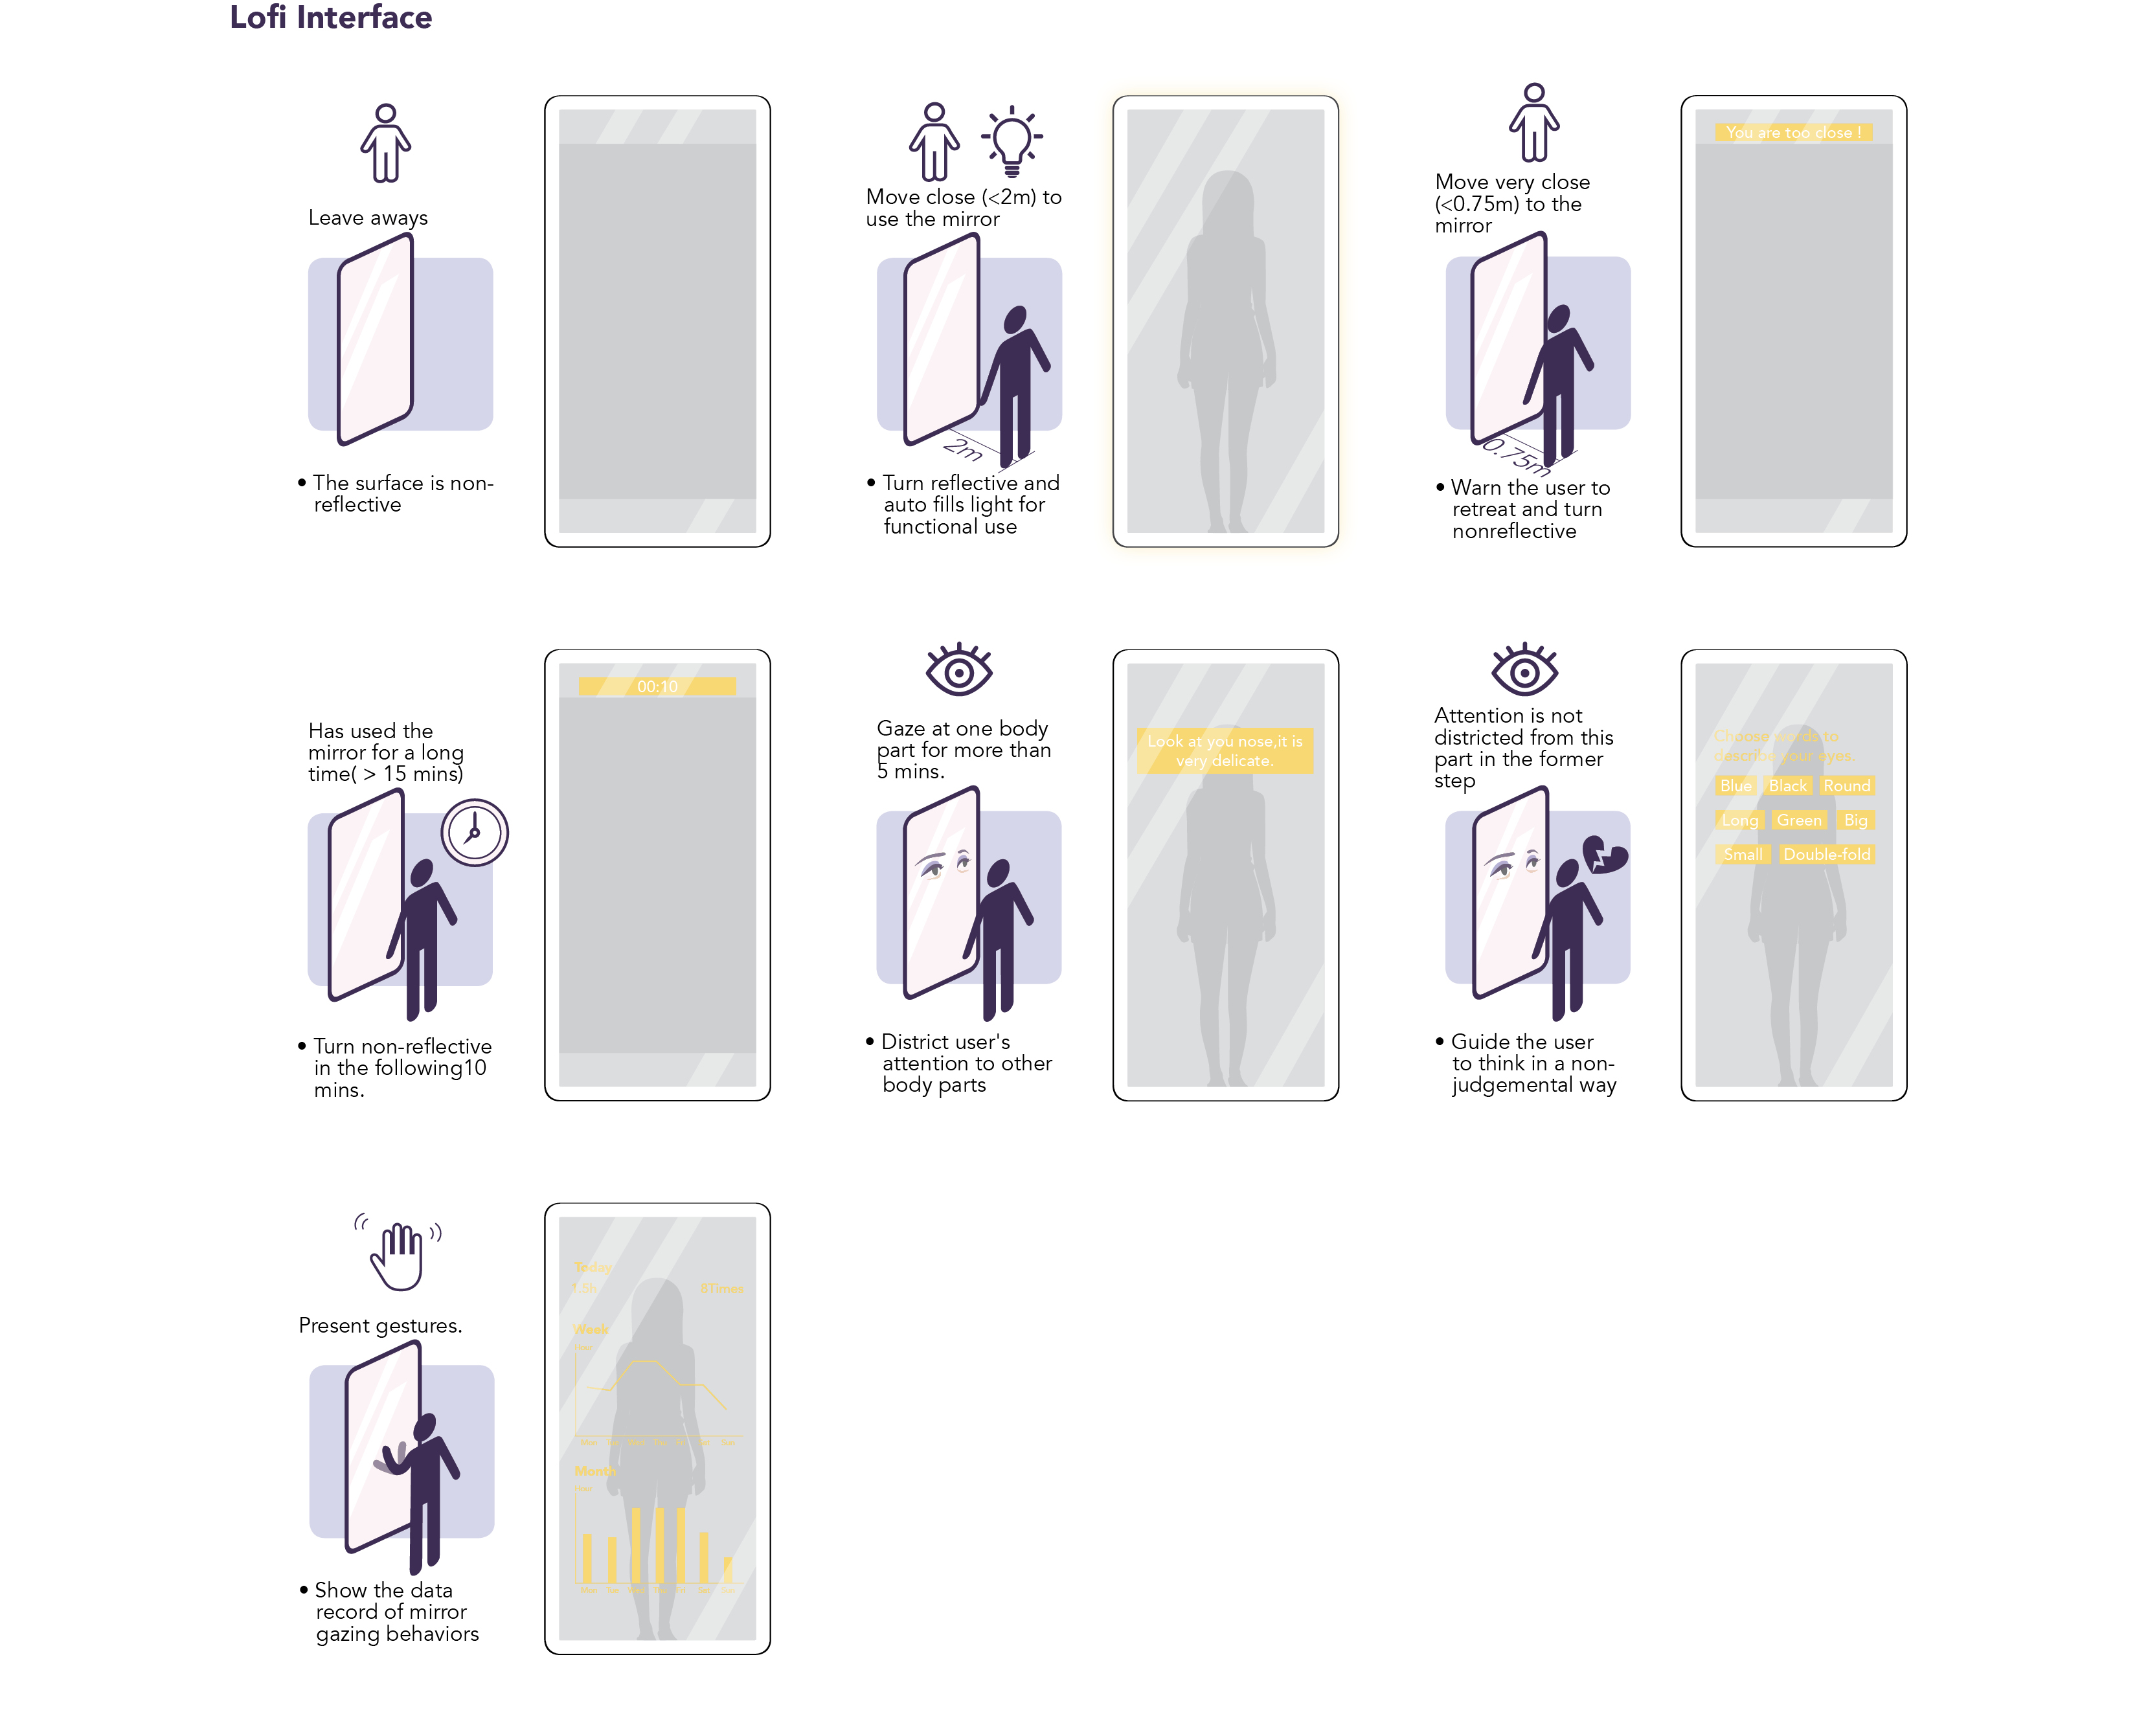 Lofi Interface
Leave aways
• The surface is non-
reflective
Move close (<2m) to
use the mirror
2m
• Turn reflective and
auto fills light for
functional use
Move very close
(<0.75m) to the
mirror
0.75m
• Warn the user to
retreat and turn
nonreflective
You are too close !
Has used the
mirror for a long
time( > 15 mins)
• Turn non-reflective
in the following10
mins.
00:10
Gaze at one body
part for more than
5 mins.
• District user's
attention to other
body parts
Look at you nose,it is
very delicate.
Attention is not
districted from this
part in the former
step
• Guide the user
to think in a non-
judgemental way
Choose words to
describe your eyes.
Blue Black Round
Long Green Big
Small Double-fold
Present gestures.
• Show the data
record of mirror
gazing behaviors
Today
Week
Mon
Month
Mon